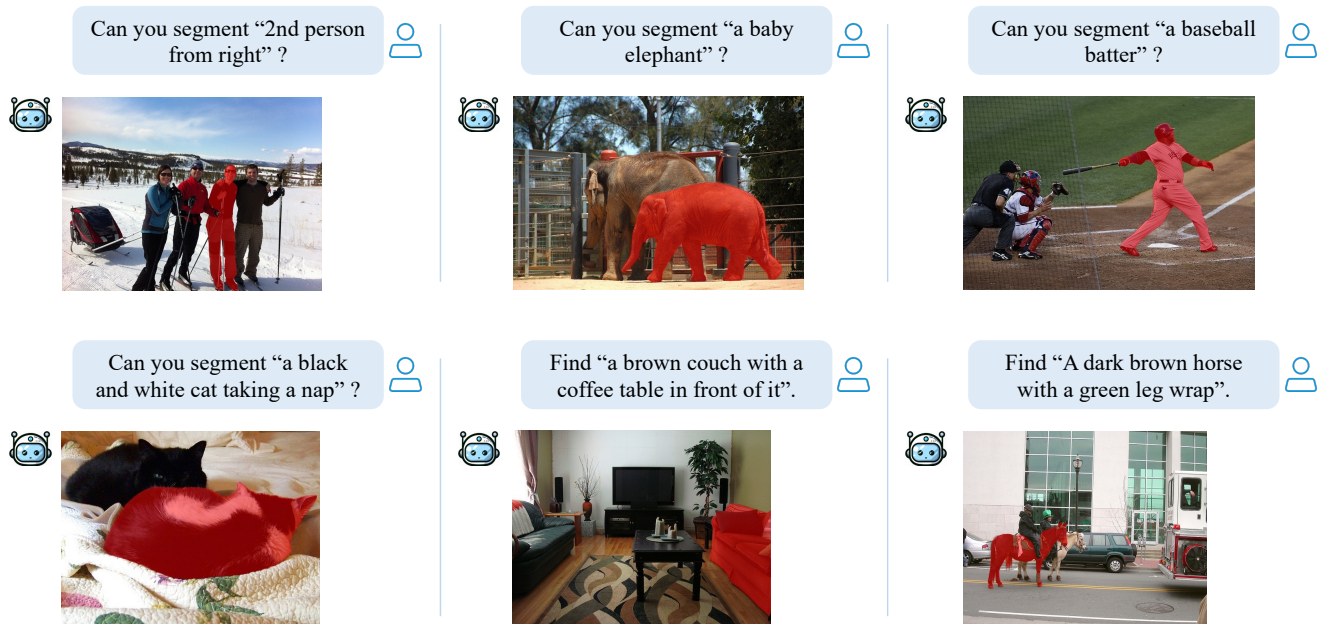 Can you segment “2nd person
from right” ?
Can you segment “a baby
elephant” ?
Can you segment “a baseball
batter” ?
Can you segment “a black
and white cat taking a nap” ?
Find “a brown couch with a
coffee table in front of it”.
Find “A dark brown horse
with a green leg wrap”.